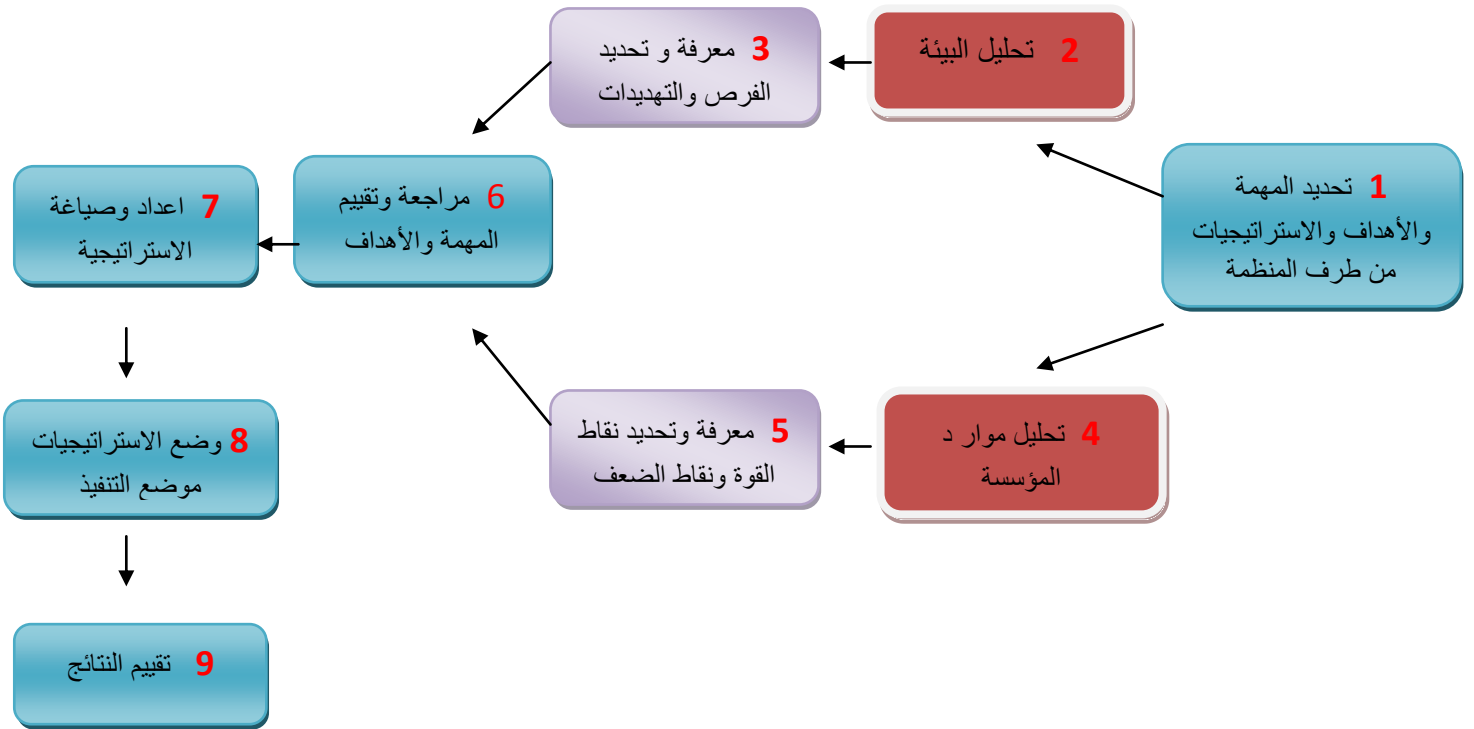 1 تحديد المهمة
والأهداف والاستراتيجيات
من طرف المنظمة
2 تحليل البيئة
3 معرفة و تحديد
الفرص والتهديدات
4 تحليل موار د
المؤسسة
5 معرفة وتحديد نقاط
القوة ونقاط الضعف
6 مراجعة وتقييم
المهمة والأهداف
7 اعداد وصياغة
الاستراتيجية
8 وضع الاستراتيجيات
موضع التنفيذ
9 تقييم النتائج